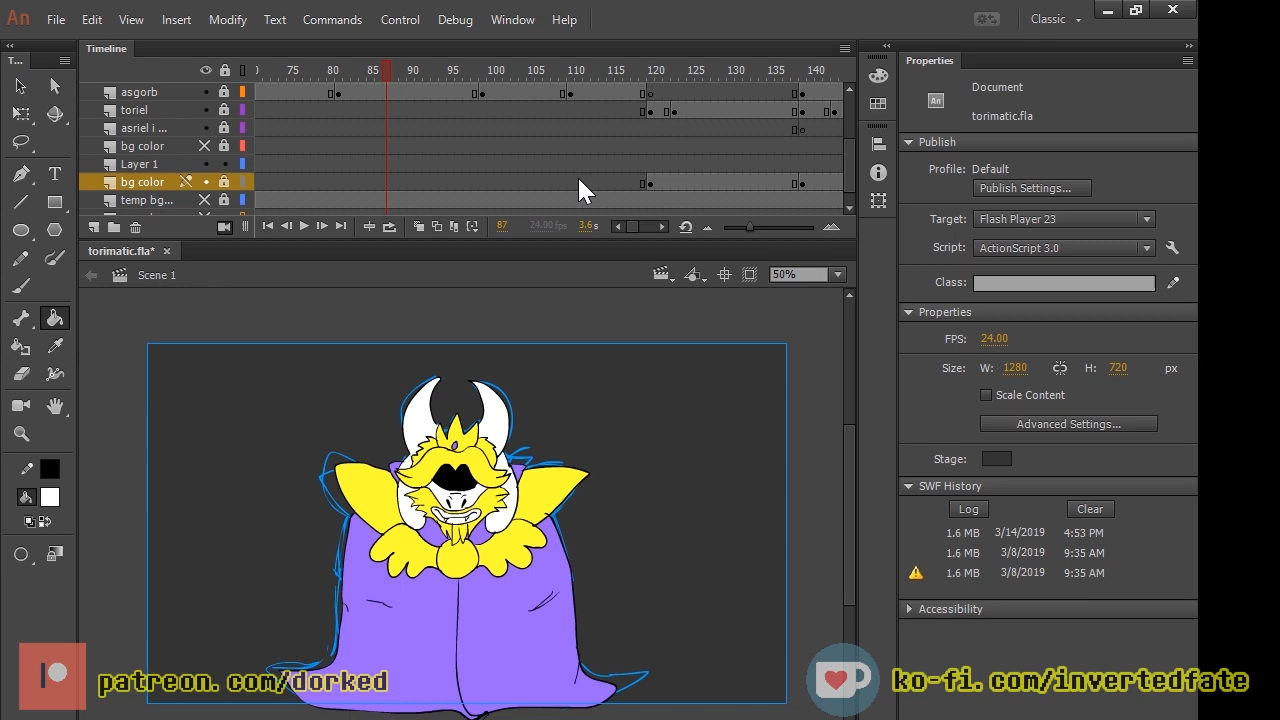 An File Edit View Insert Modify Text Commands Control Debug Window Help Classic
T... Timeline Properties
75 80 85 90 95 100 105 110 115 120 125 130 135 140
asgorb
toriel
asriel i ...
bg color
Layer 1
bg color
temp bg...
87 24.00 fps 3.6 s
torimatic.fla*
Scene 1 50%
An Document
torimatic.fla
Publish
Profile: Default
Publish Settings...
Target: Flash Player 23
Script: ActionScript 3.0
Class:
Properties
FPS: 24.00
Size: W: 1280 H: 720 px
Scale Content
Advanced Settings...
Stage:
SWF History
Log Clear
1.6 MB 3/14/2019 4:53 PM
1.6 MB 3/8/2019 9:35 AM
1.6 MB 3/8/2019 9:35 AM
Accessibility
patreon.com/dorked
ko-fi.com/invertedfate